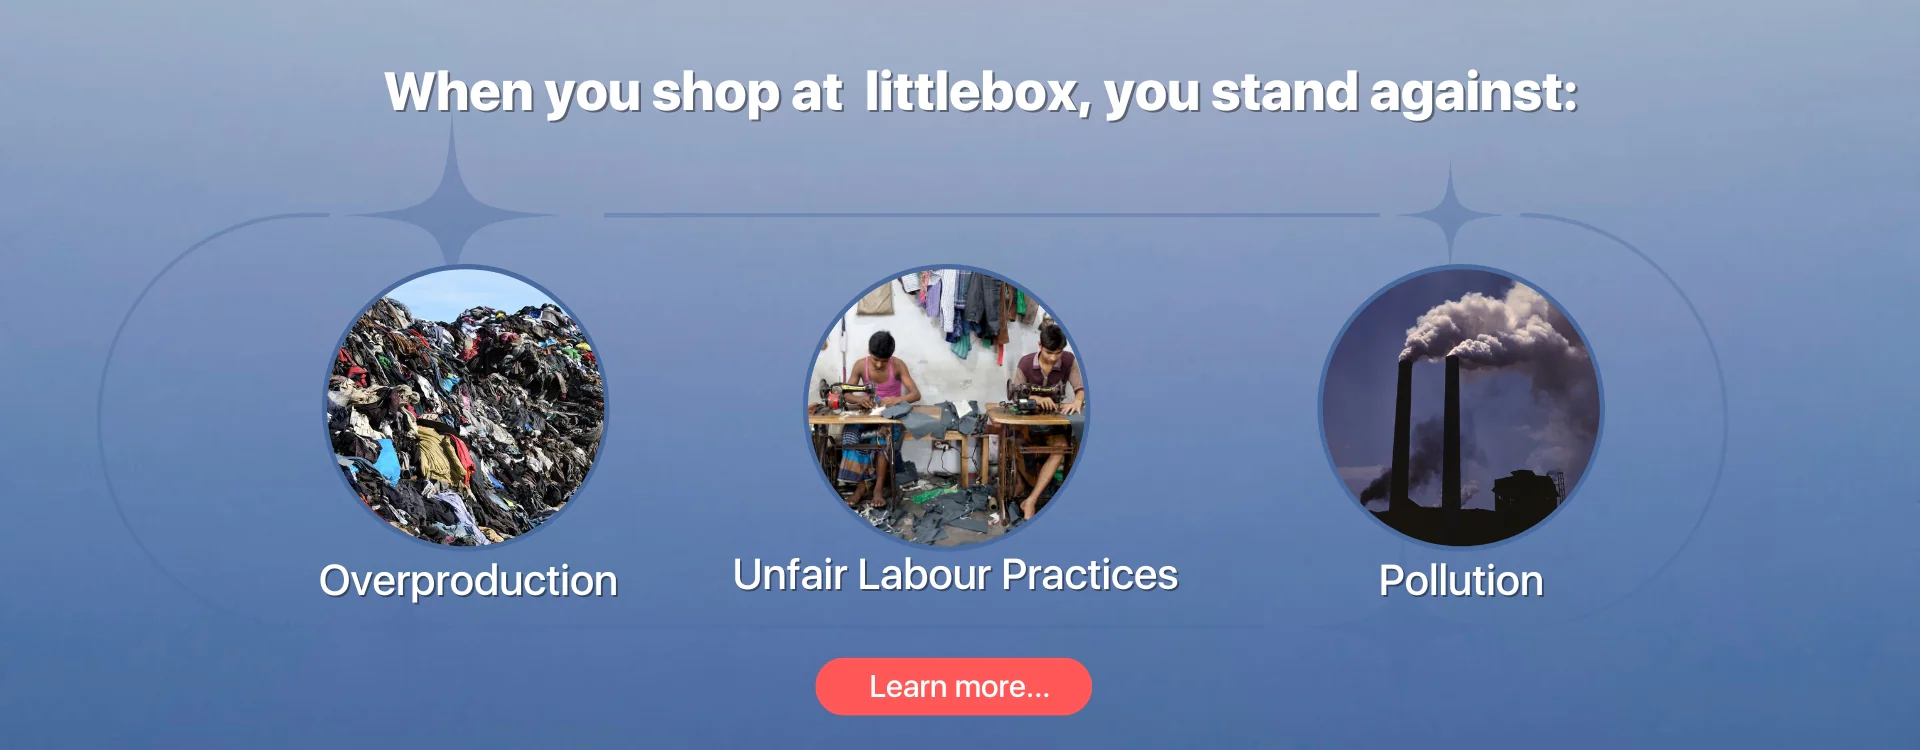 When you shop at littlebox, you stand against:
Overproduction
Unfair Labour Practices
Pollution
Learn more...